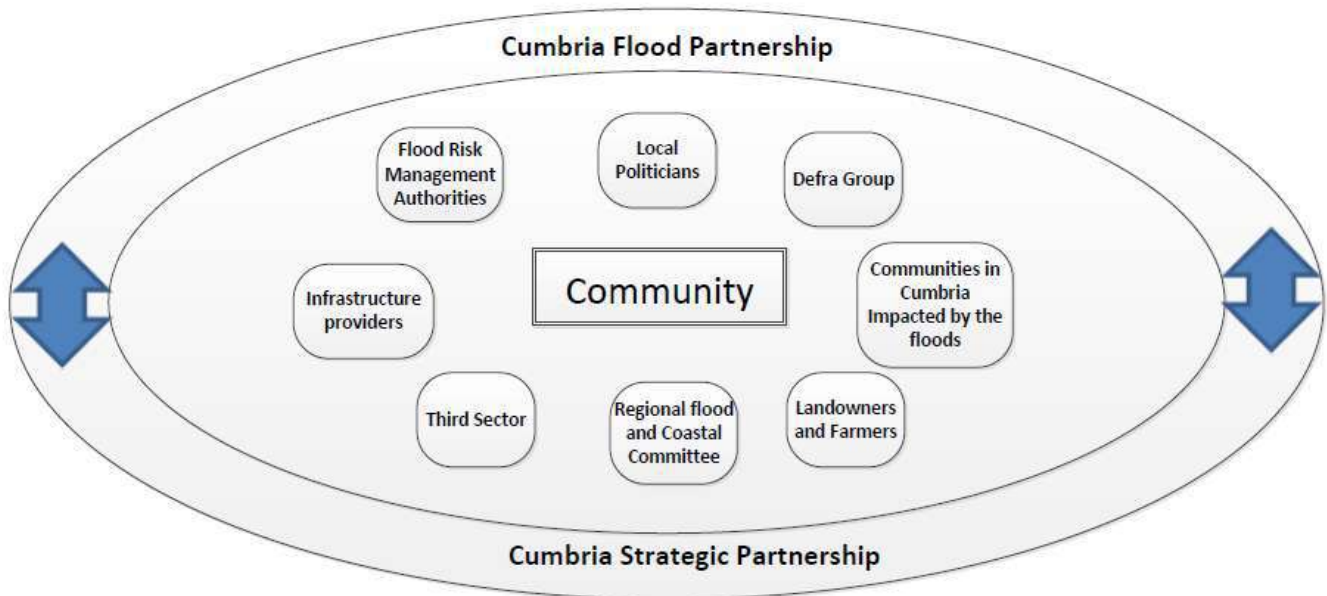 Cumbria Flood Partnership
Flood Risk
Management
Authorities
Local
Politicians
Defra Group
Infrastructure
providers
Community
Communities in
Cumbria
Impacted by the
floods
Third Sector
Regional flood
and Coastal
Committee
Landowners
and Farmers
Cumbria Strategic Partnership